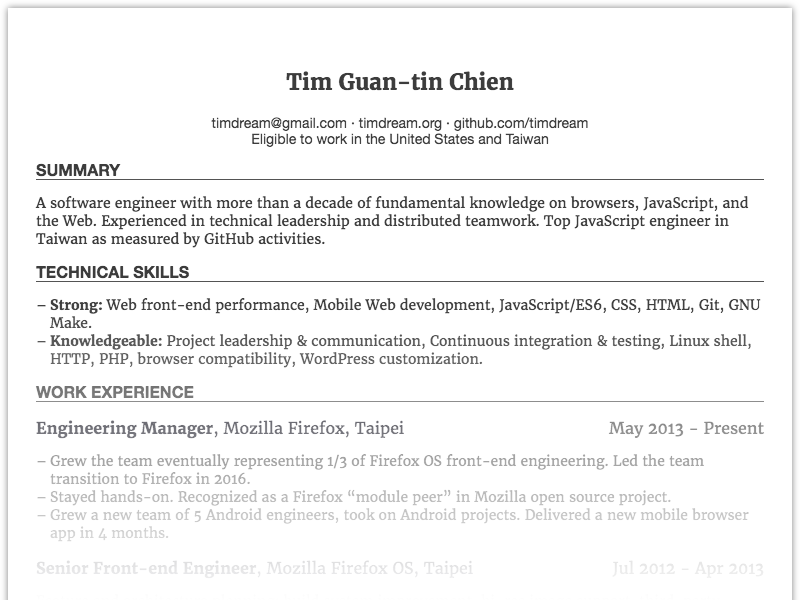 Tim Guan-tin Chien
timdream@gmail.com · timdream.org · github.com/timdream
Eligible to work in the United States and Taiwan
SUMMARY
A software engineer with more than a decade of fundamental knowledge on browsers, JavaScript, and
the Web. Experienced in technical leadership and distributed teamwork. Top JavaScript engineer in
Taiwan as measured by GitHub activities.
TECHNICAL SKILLS
– Strong: Web front-end performance, Mobile Web development, JavaScript/ES6, CSS, HTML, Git, GNU
Make.
– Knowledgeable: Project leadership & communication, Continuous integration & testing, Linux shell,
HTTP, PHP, browser compatibility, WordPress customization.
WORK EXPERIENCE
Engineering Manager, Mozilla Firefox, Taipei May 2013 – Present
– Grew the team eventually representing 1/3 of Firefox OS front-end engineering. Led the team
transition to Firefox in 2016.
– Stayed hands-on. Recognized as a Firefox “module peer” in Mozilla open source project.
– Grew a new team of 5 Android engineers, took on Android projects. Delivered a new mobile browser
app in 4 months.
Senior Front-end Engineer, Mozilla Firefox OS, Taipei Jul 2012 – Apr 2013